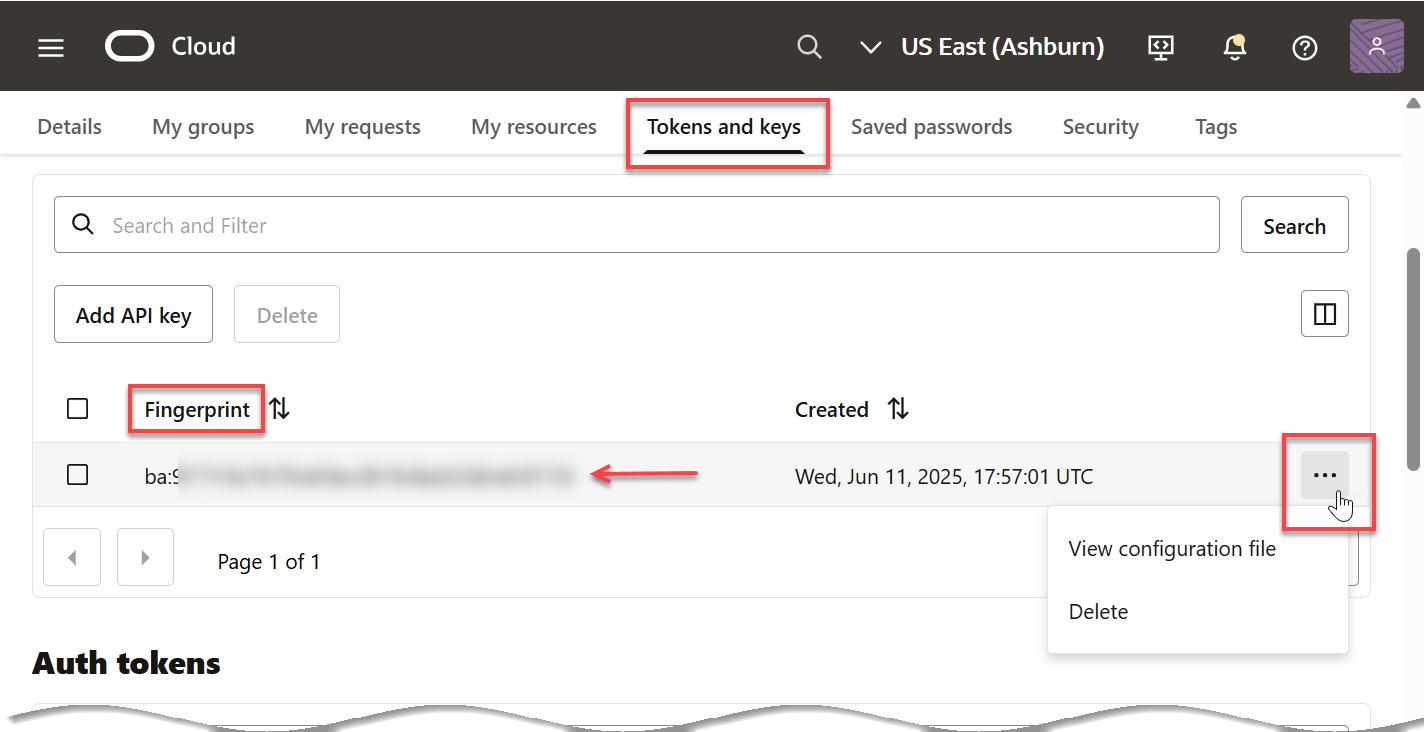 Cloud
US East (Ashburn)
Details My groups My requests My resources Tokens and keys Saved passwords Security Tags
Search and Filter
Search
Add API key Delete
Fingerprint Created
Wed, Jun 11, 2025, 17:57:01 UTC
View configuration file
Page 1 of 1
Delete
Auth tokens